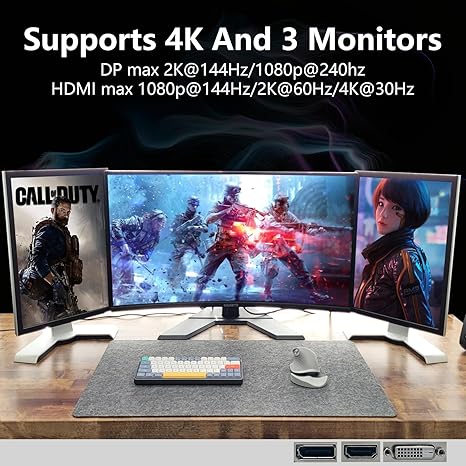 Supports 4K And 3 Monitors
DP max 2K@144Hz/1080p@240hz
HDMI max 1080p@144Hz/2K@60Hz/4K@30Hz
CALL OF DUTY